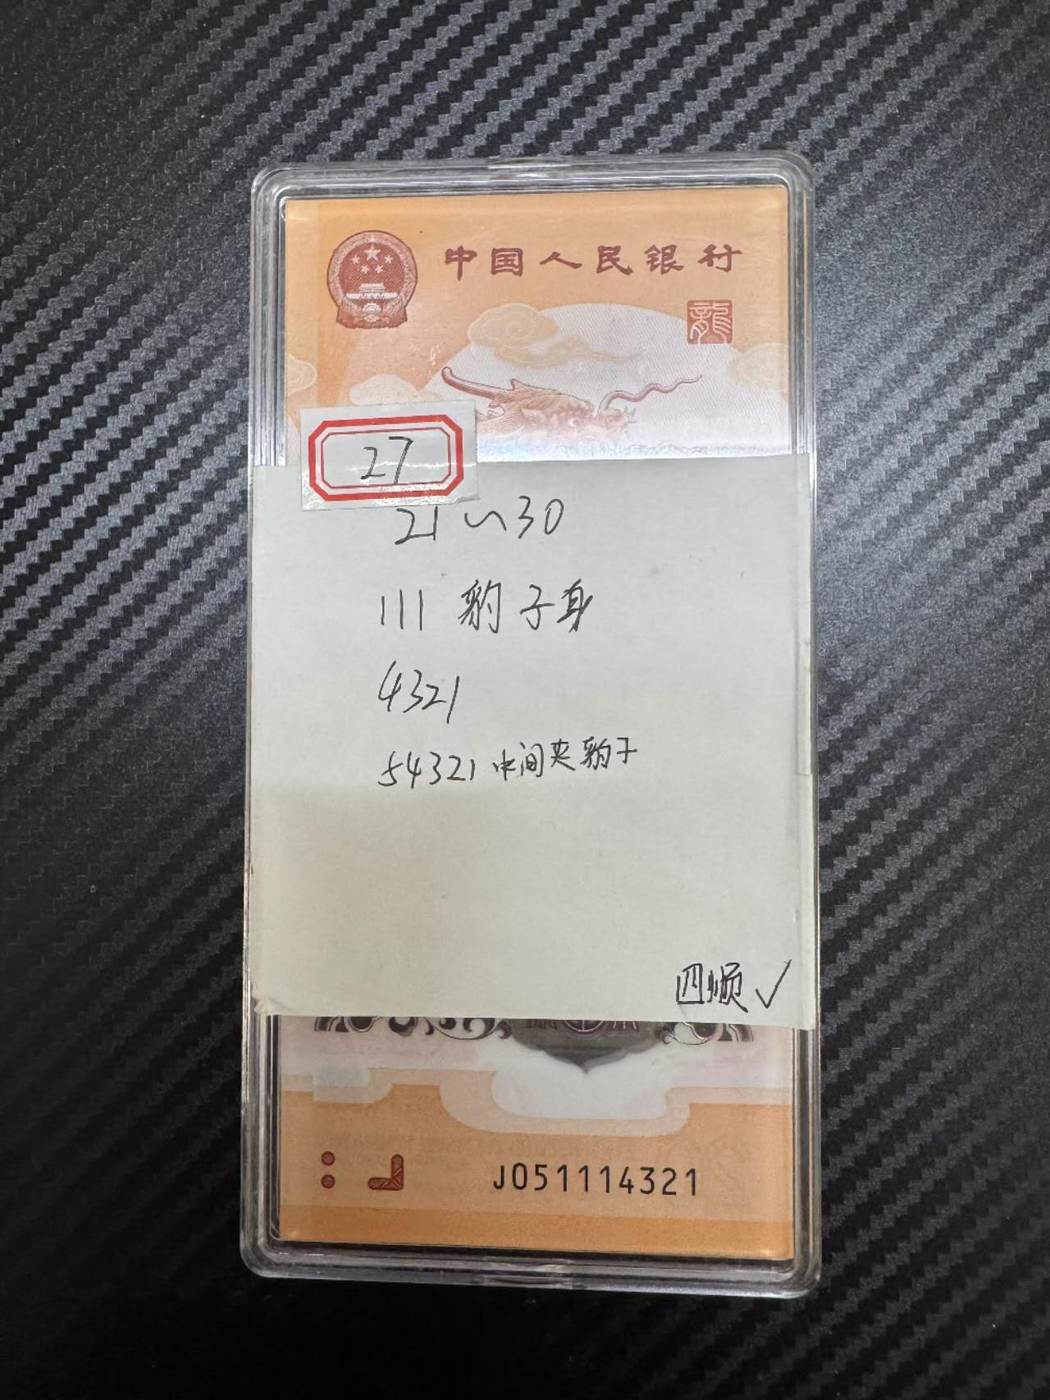 中国人民银行
龍
27
21~30
111 豹子身
4321
54321 中间夹豹子
四顺✓
J051114321